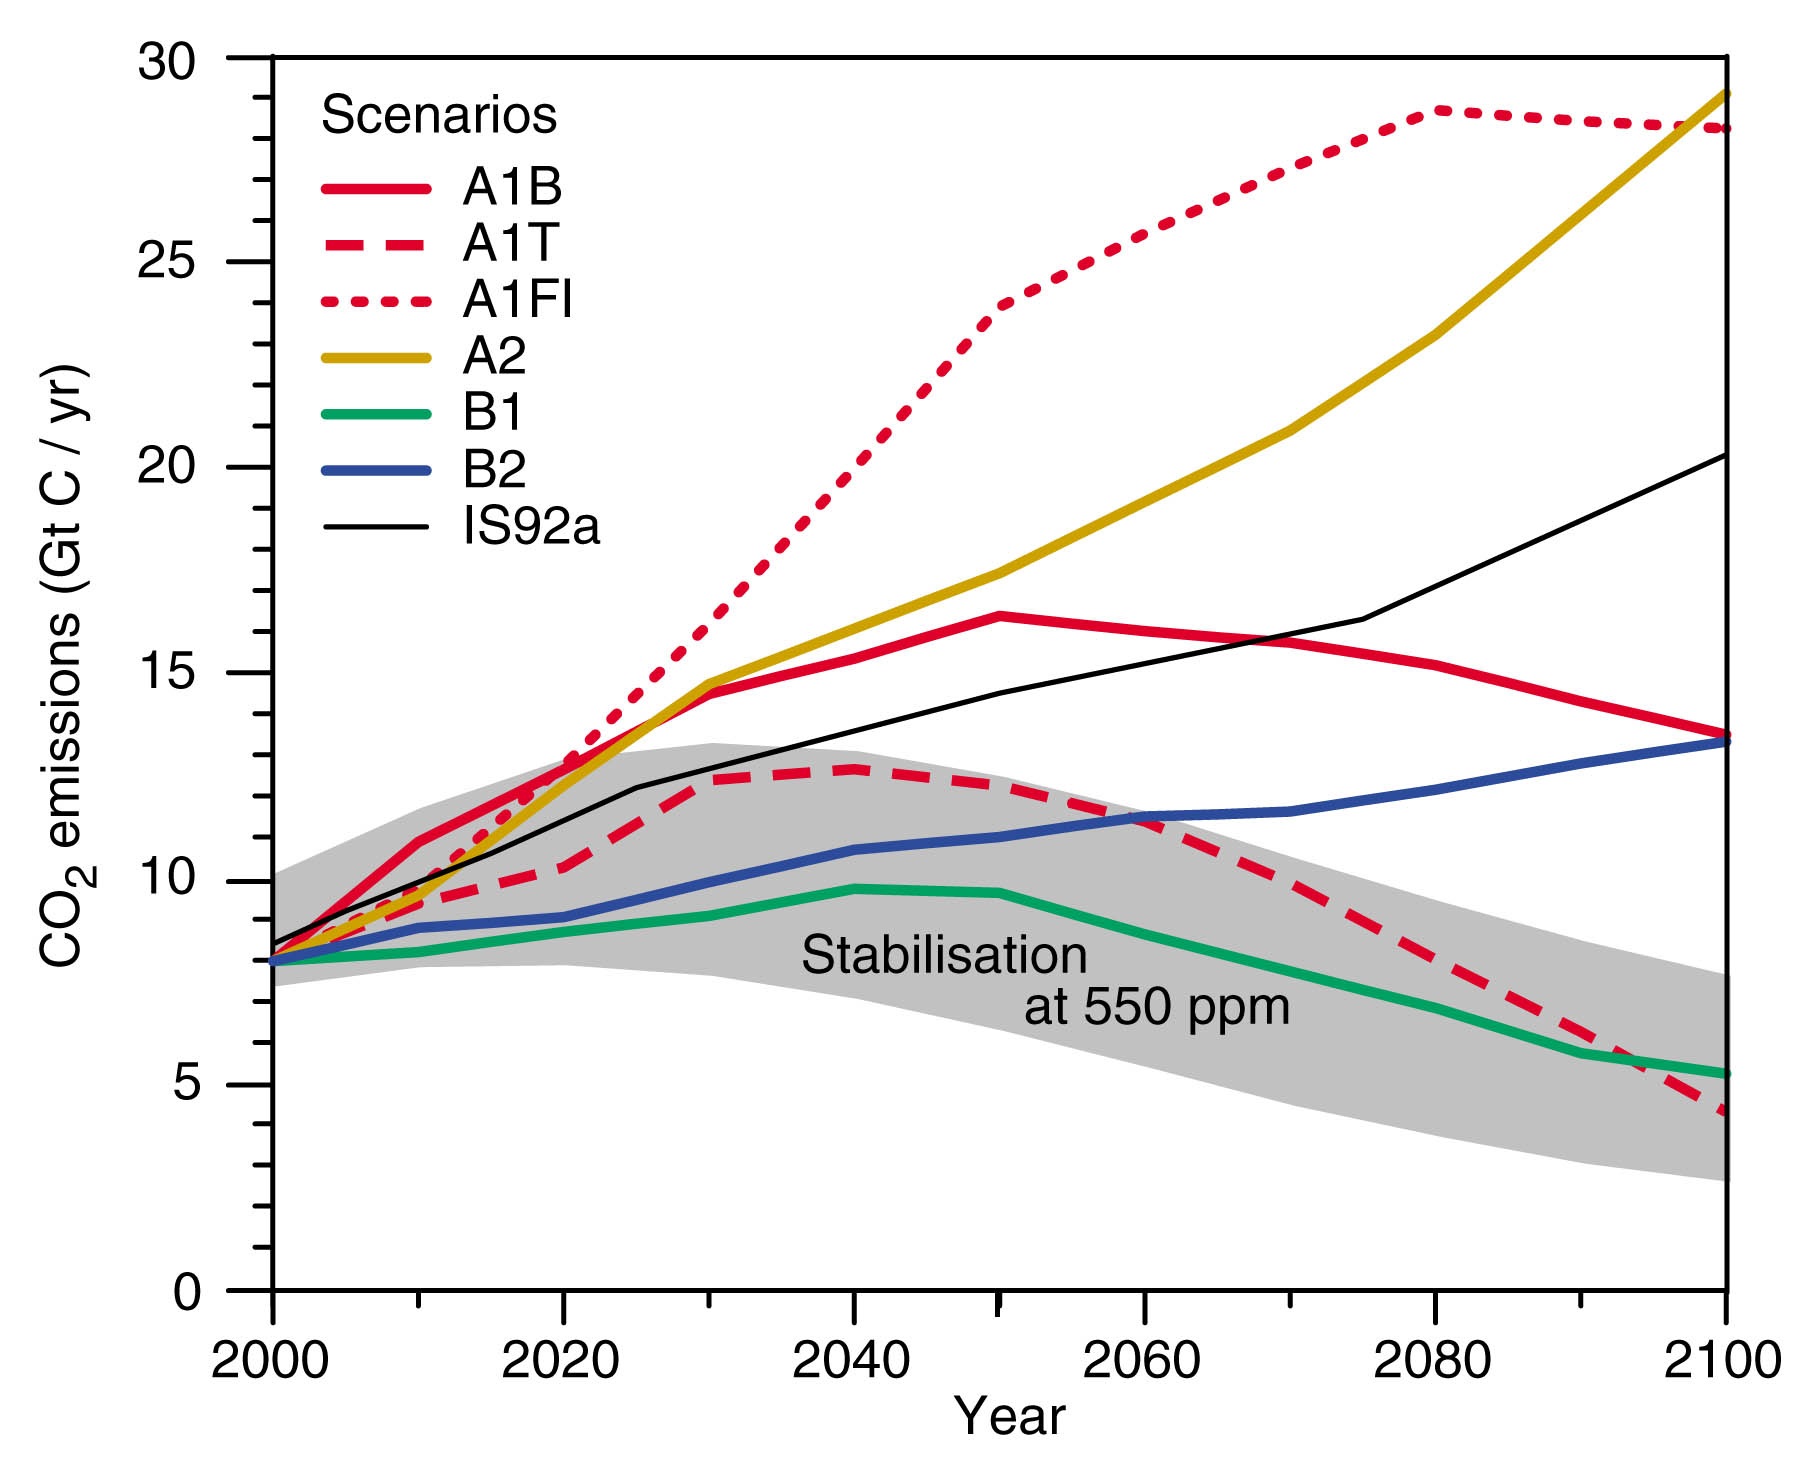 30
25
20
15
10
5
0
CO2 emissions (Gt C / yr)
Scenarios
A1B
A1T
A1FI
A2
B1
B2
IS92a
Stabilisation
at 550 ppm
2000 2020 2040 2060 2080 2100
Year